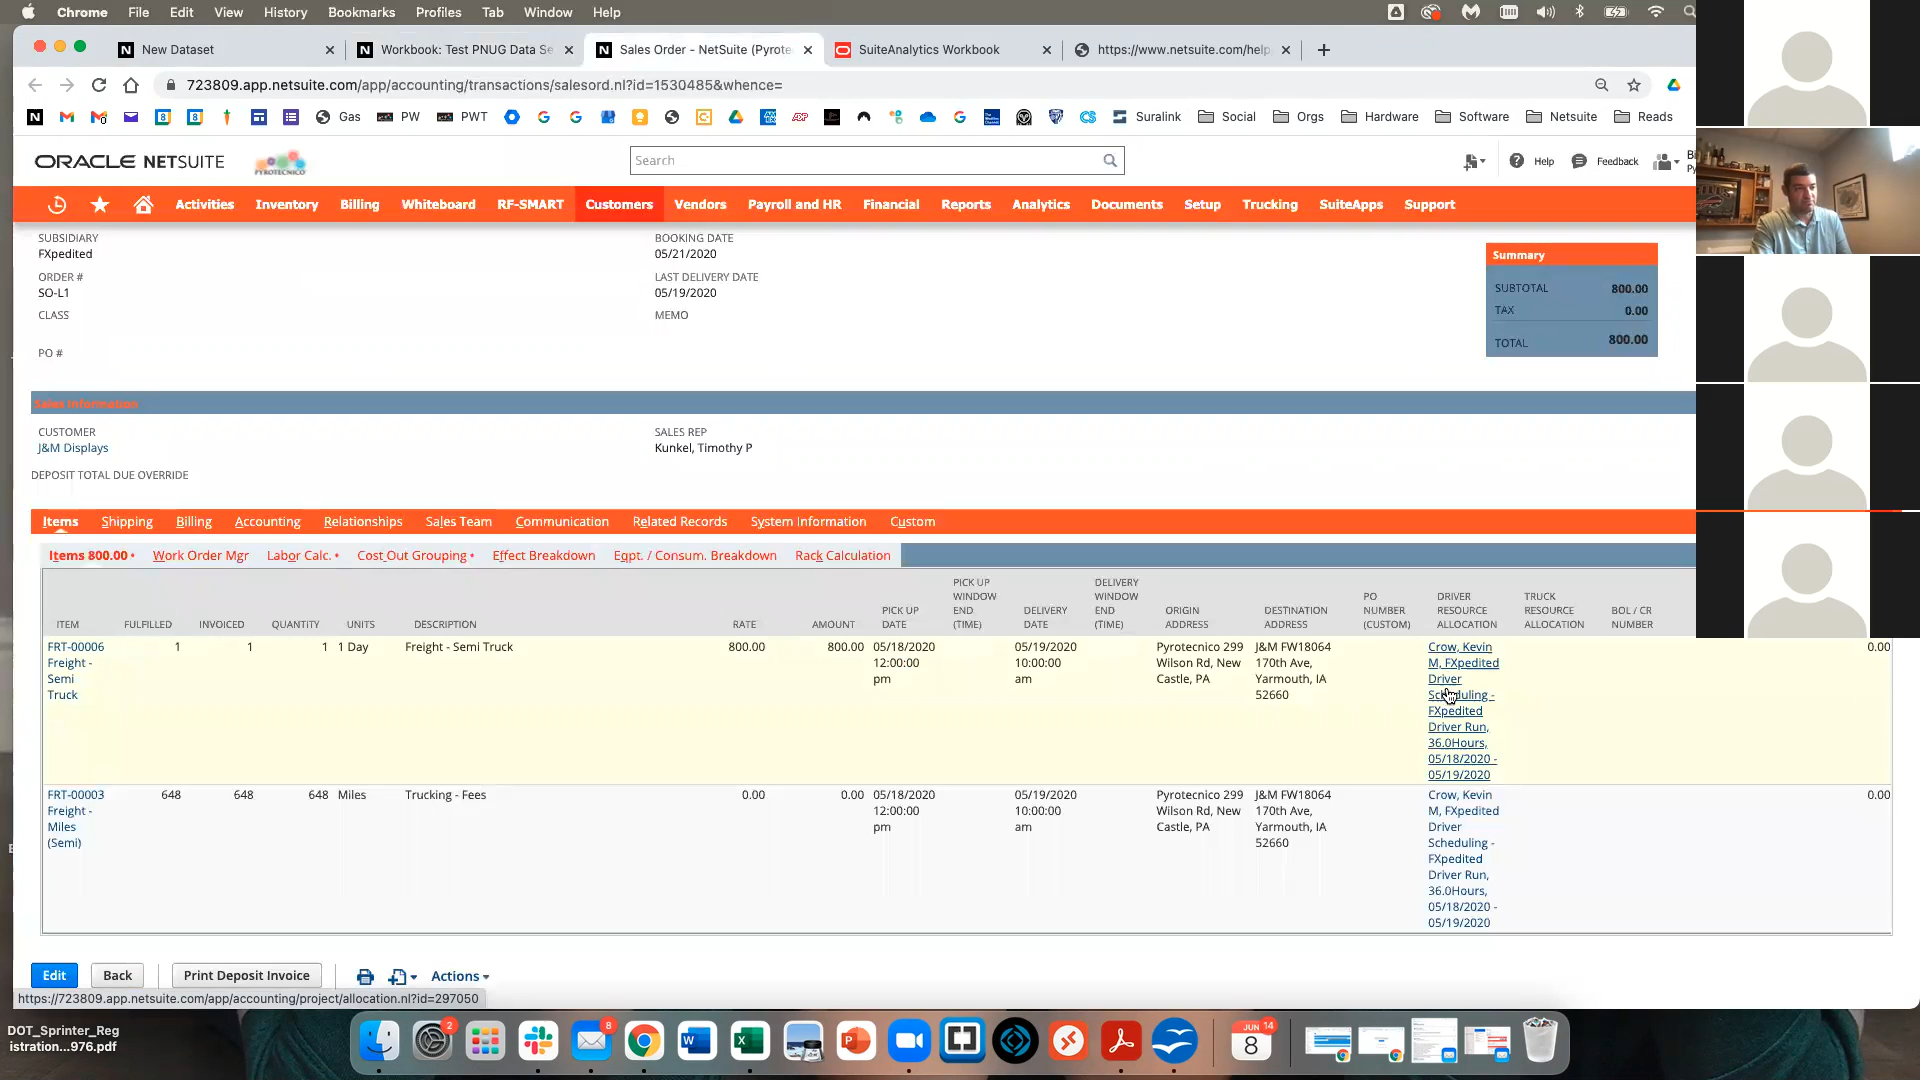 Chrome File Edit View History Bookmarks Profiles Tab Window Help
New Dataset
Workbook: Test PNUG Data Se
Sales Order - NetSuite (Pyrote
SuiteAnalytics Workbook
https://www.netsuite.com/help
723809.app.netsuite.com/app/accounting/transactions/salesord.nl?id=1530485&whence=
Gas PW PWT Suralink Social Orgs Hardware Software Netsuite Reads
ORACLE NETSUITE
PYROTECNICO
Search
Help Feedback
Activities Inventory Billing Whiteboard RF-SMART Customers Vendors Payroll and HR Financial Reports Analytics Documents Setup Trucking SuiteApps Support
SUBSIDIARY
FXpedited
ORDER #
SO-L1
CLASS
PO #
BOOKING DATE
05/21/2020
LAST DELIVERY DATE
05/19/2020
MEMO
Summary
SUBTOTAL 800.00
TAX 0.00
TOTAL 800.00
Sales Information
CUSTOMER
J&M Displays
DEPOSIT TOTAL DUE OVERRIDE
SALES REP
Kunkel, Timothy P
Items Shipping Billing Accounting Relationships Sales Team Communication Related Records System Information Custom
Items 800.00 • Work Order Mgr Labor Calc. • Cost Out Grouping • Effect Breakdown Eqpt. / Consum. Breakdown Rack Calculation
ITEM
FULFILLED
INVOICED
QUANTITY
UNITS
DESCRIPTION
RATE
AMOUNT
PICK UP
DATE
PICK UP
WINDOW
END
(TIME)
DELIVERY
DATE
DELIVERY
WINDOW
END
(TIME)
ORIGIN
ADDRESS
DESTINATION
ADDRESS
PO
NUMBER
(CUSTOM)
DRIVER
RESOURCE
ALLOCATION
TRUCK
RESOURCE
ALLOCATION
BOL / CR
NUMBER
FRT-00006
Freight -
Semi
Truck
1
1
1
1 Day
Freight - Semi Truck
800.00
800.00
05/18/2020
12:00:00
pm
05/19/2020
10:00:00
am
Pyrotecnico 299
Wilson Rd, New
Castle, PA
J&M FW18064
170th Ave,
Yarmouth, IA
52660
Crow, Kevin
M, FXpedited
Driver
Scheduling -
FXpedited
Driver Run,
36.0Hours,
05/18/2020 -
05/19/2020
0.00
FRT-00003
Freight -
Miles
(Semi)
648
648
648
Miles
Trucking - Fees
0.00
0.00
05/18/2020
12:00:00
pm
05/19/2020
10:00:00
am
Pyrotecnico 299
Wilson Rd, New
Castle, PA
J&M FW18064
170th Ave,
Yarmouth, IA
52660
Crow, Kevin
M, FXpedited
Driver
Scheduling -
FXpedited
Driver Run,
36.0Hours,
05/18/2020 -
05/19/2020
0.00
Edit Back Print Deposit Invoice Actions
https://723809.app.netsuite.com/app/accounting/project/allocation.nl?id=297050
DOT_Sprinter_Reg
istration...976.pdf
2
8
JUN 14
8